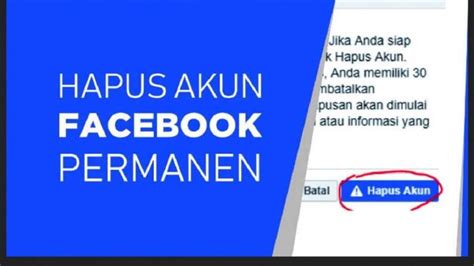 HAPUS AKUN
FACEBOOK
PERMANEN
Jika Anda siap
k Hapus Akun.
, Anda memiliki 30
mbatalkan
pusan akan dimulai
atau informasi yang
Batal
Hapus Akun